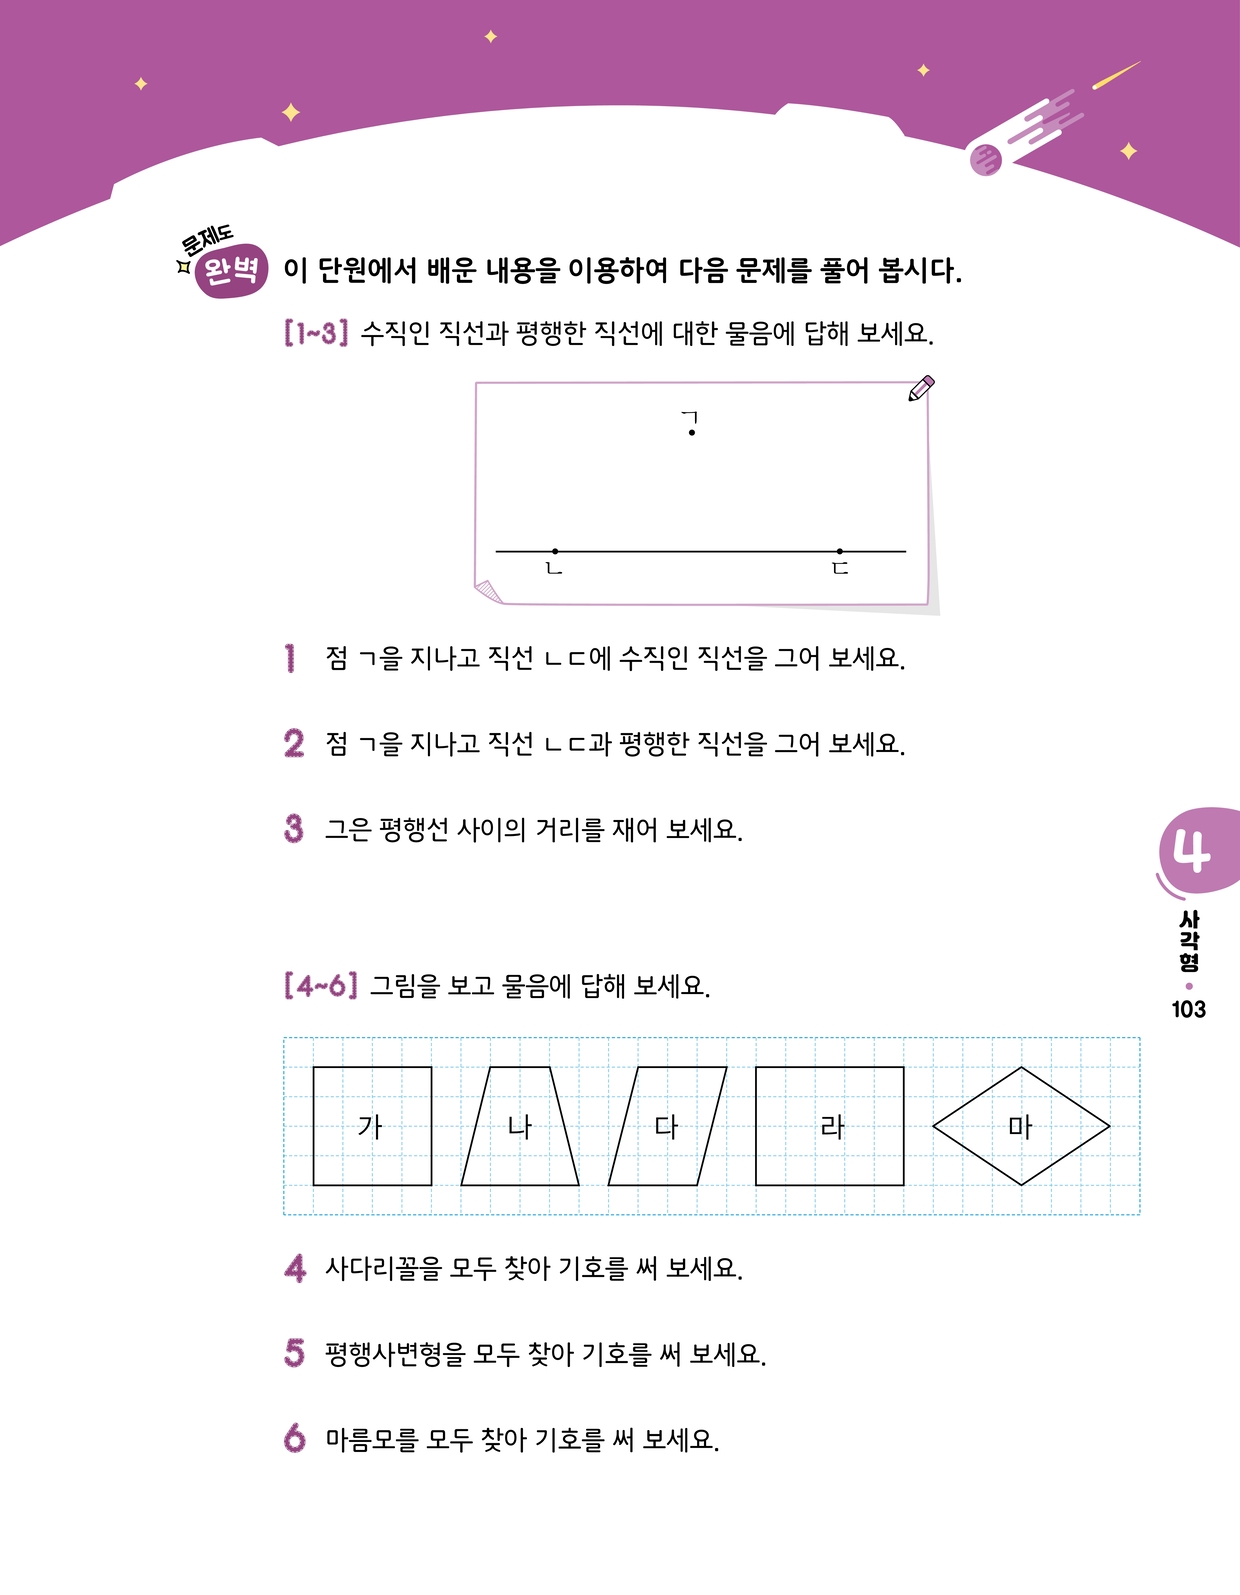 문제도
완벽
이 단원에서 배운 내용을 이용하여 다음 문제를 풀어 봅시다.
[1~3] 수직인 직선과 평행한 직선에 대한 물음에 답해 보세요.
ㄱ
ㄴ ㄷ
1 점 ㄱ을 지나고 직선 ㄴㄷ에 수직인 직선을 그어 보세요.
2 점 ㄱ을 지나고 직선 ㄴㄷ과 평행한 직선을 그어 보세요.
3 그은 평행선 사이의 거리를 재어 보세요.
4
사각형
103
[4~6] 그림을 보고 물음에 답해 보세요.
가 나 다 라 마
4 사다리꼴을 모두 찾아 기호를 써 보세요.
5 평행사변형을 모두 찾아 기호를 써 보세요.
6 마름모를 모두 찾아 기호를 써 보세요.